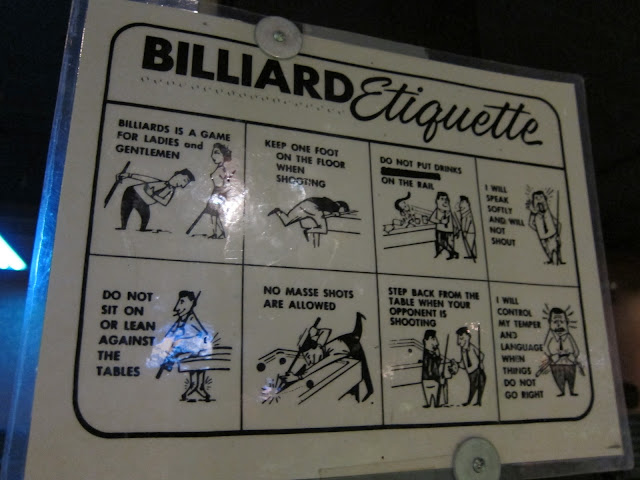 BILLIARD Etiquette
BILLIARDS IS A GAME
FOR LADIES and
GENTLEMEN
KEEP ONE FOOT
ON THE FLOOR
WHEN
SHOOTING
DO NOT PUT DRINKS
ON THE RAIL
I WILL
SPEAK
SOFTLY
AND WILL
NOT
SHOUT
DO NOT
SIT ON
OR LEAN
AGAINST
THE
TABLES
NO MASSE SHOTS
ARE ALLOWED
STEP BACK FROM THE
TABLE WHEN YOUR
OPPONENT IS
SHOOTING
I WILL
CONTROL
MY TEMPER
AND
LANGUAGE
WHEN
THINGS
DO NOT
GO RIGHT